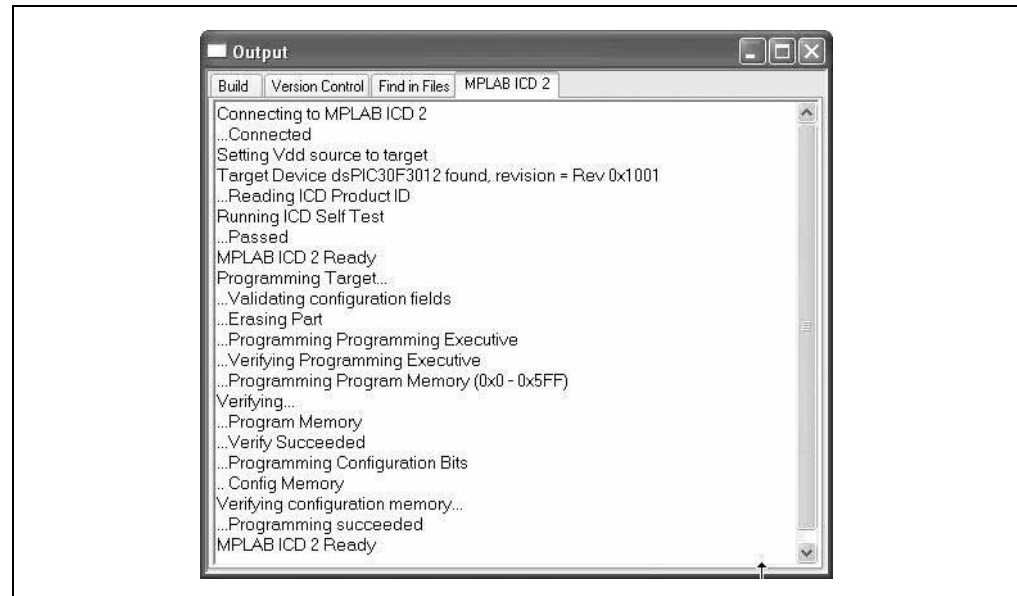 Output
Build Version Control Find in Files MPLAB ICD 2
Connecting to MPLAB ICD 2
...Connected
Setting Vdd source to target
Target Device dsPIC30F3012 found, revision = Rev 0x1001
...Reading ICD Product ID
Running ICD Self Test
...Passed
MPLAB ICD 2 Ready
Programming Target...
...Validating configuration fields
...Erasing Part
...Programming Programming Executive
...Verifying Programming Executive
...Programming Program Memory (0x0 - 0x5FF)
Verifying...
...Program Memory
...Verify Succeeded
...Programming Configuration Bits
.. Config Memory
Verifying configuration memory...
...Programming succeeded
MPLAB ICD 2 Ready